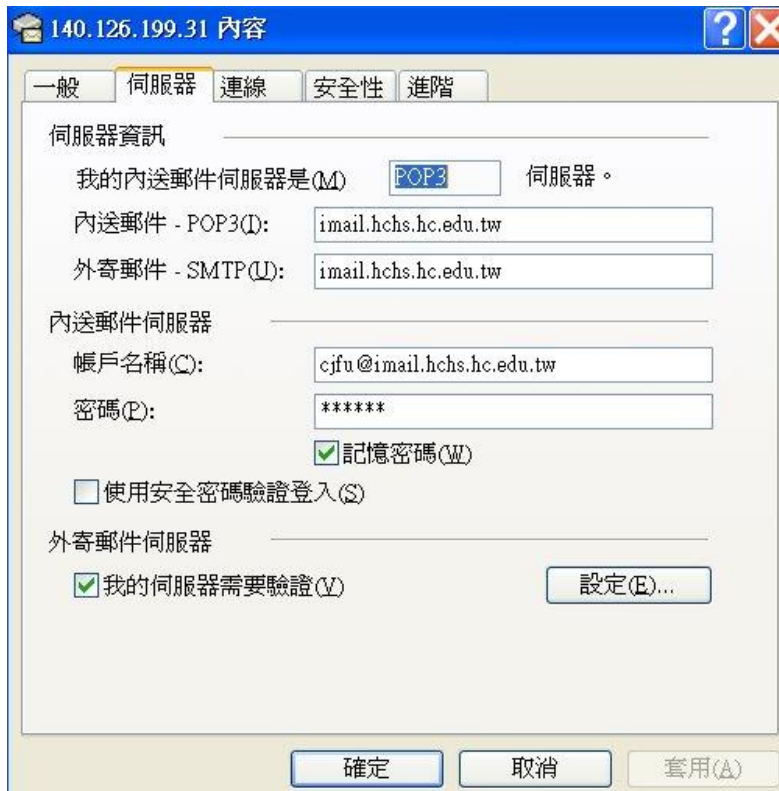 140.126.199.31 內容
一般 伺服器 連線 安全性 進階
伺服器資訊
我的內送郵件伺服器是(M) POP3 伺服器。
內送郵件 - POP3(I): imail.hchs.hc.edu.tw
外寄郵件 - SMTP(U): imail.hchs.hc.edu.tw
內送郵件伺服器
帳戶名稱(C): cjfu@imail.hchs.hc.edu.tw
密碼(P): ******
記憶密碼(W)
使用安全密碼驗證登入(S)
外寄郵件伺服器
我的伺服器需要驗證(V) 設定(E)...
確定 取消 套用(A)